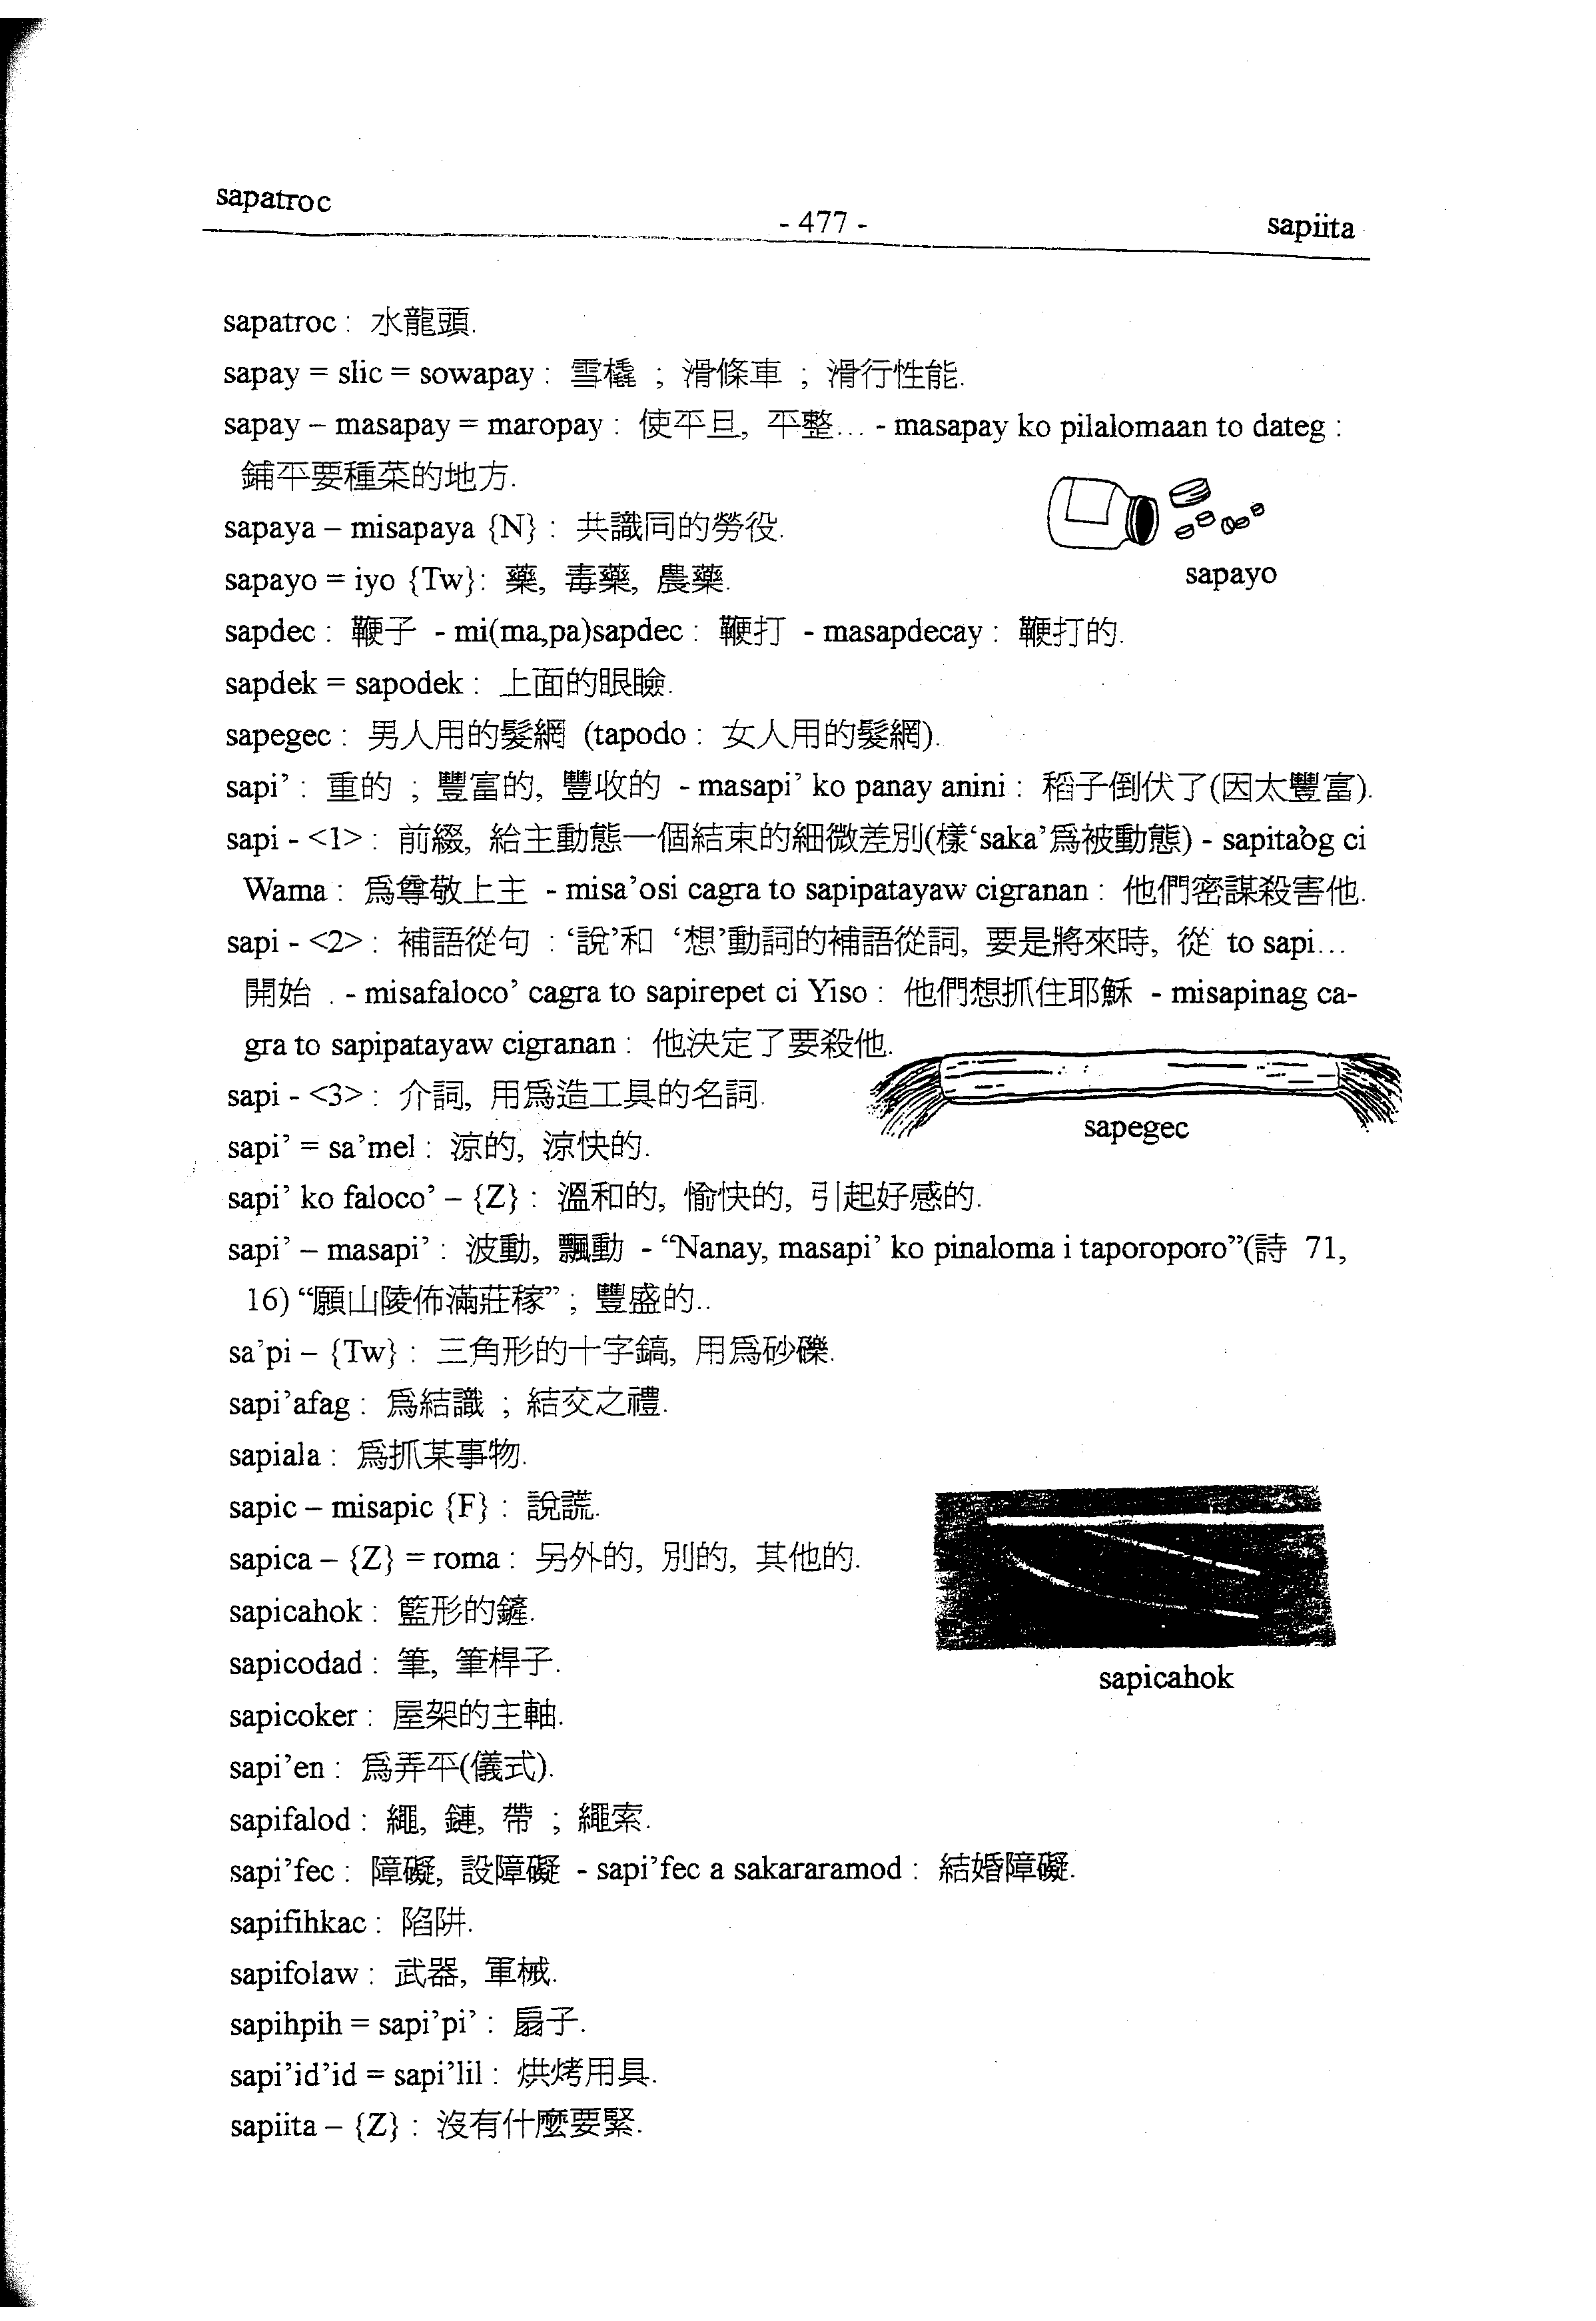 sapatroc
- 477 -
sapiita
sapatroc : 水龍頭.
sapay = slic = sowapay : 雪橇 ; 滑條車 ; 滑行性能.
sapay – masapay = maropay : 使平旦, 平整... - masapay ko pilalomaan to dateg :
鋪平要種菜的地方.
sapaya – misapaya {N} : 共識同的勞役.
sapayo = iyo {Tw}: 藥, 毒藥, 農藥.
sapayo
sapdec : 鞭子 - mi(ma,pa)sapdec : 鞭打 - masapdecay : 鞭打的.
sapdek = sapodek : 上面的眼瞼.
sapegec : 男人用的髮網 (tapodo : 女人用的髮網).
sapi’ : 重的 ; 豐富的, 豐收的 - masapi’ ko panay anini : 稻子倒伏了(因太豐富).
sapi - <1> : 前綴, 給主動態一個結束的細微差別(樣‘saka’爲被動態) - sapita’og ci
Wama : 爲尊敬上主 - misa’osi cagra to sapipatayaw cigranan : 他們密謀殺害他.
sapi - <2> : 補語從句 : ‘說’和 ‘想’動詞的補語從詞, 要是將來時, 從 to sapi...
開始 . - misafaloco’ cagra to sapirepet ci Yiso : 他們想抓住耶穌 - misapinag ca-
gra to sapipatayaw cigranan : 他決定了要殺他.
sapi - <3> : 介詞, 用爲造工具的名詞.
sapegec
sapi’ = sa’mel : 涼的, 涼快的.
sapi’ ko faloco’ – {Z} : 溫和的, 愉快的, 引起好感的.
sapi’ – masapi’ : 波動, 飄動 - “Nanay, masapi’ ko pinaloma i taporoporo”(詩 71,
16) “願山陵佈滿莊稼” ; 豐盛的..
sa’pi – {Tw} : 三角形的十字鎬, 用爲砂礫.
sapi’afag : 爲結識 ; 結交之禮.
sapiala : 爲抓某事物.
sapic – misapic {F} : 說謊.
sapica – {Z} = roma : 另外的, 別的, 其他的.
sapicahok : 籃形的鏟.
sapicodad : 筆, 筆桿子.
sapicahok
sapicoker : 屋架的主軸.
sapi’en : 爲弄平(儀式).
sapifalod : 繩, 鏈, 帶 ; 繩索.
sapi’fec : 障礙, 設障礙 - sapi’fec a sakararamod : 結婚障礙.
sapifihkac : 陷阱.
sapifolaw : 武器, 軍械.
sapihpih = sapi’pi’ : 扇子.
sapi’id’id = sapi’lil : 烘烤用具.
sapiita – {Z} : 沒有什麼要緊.